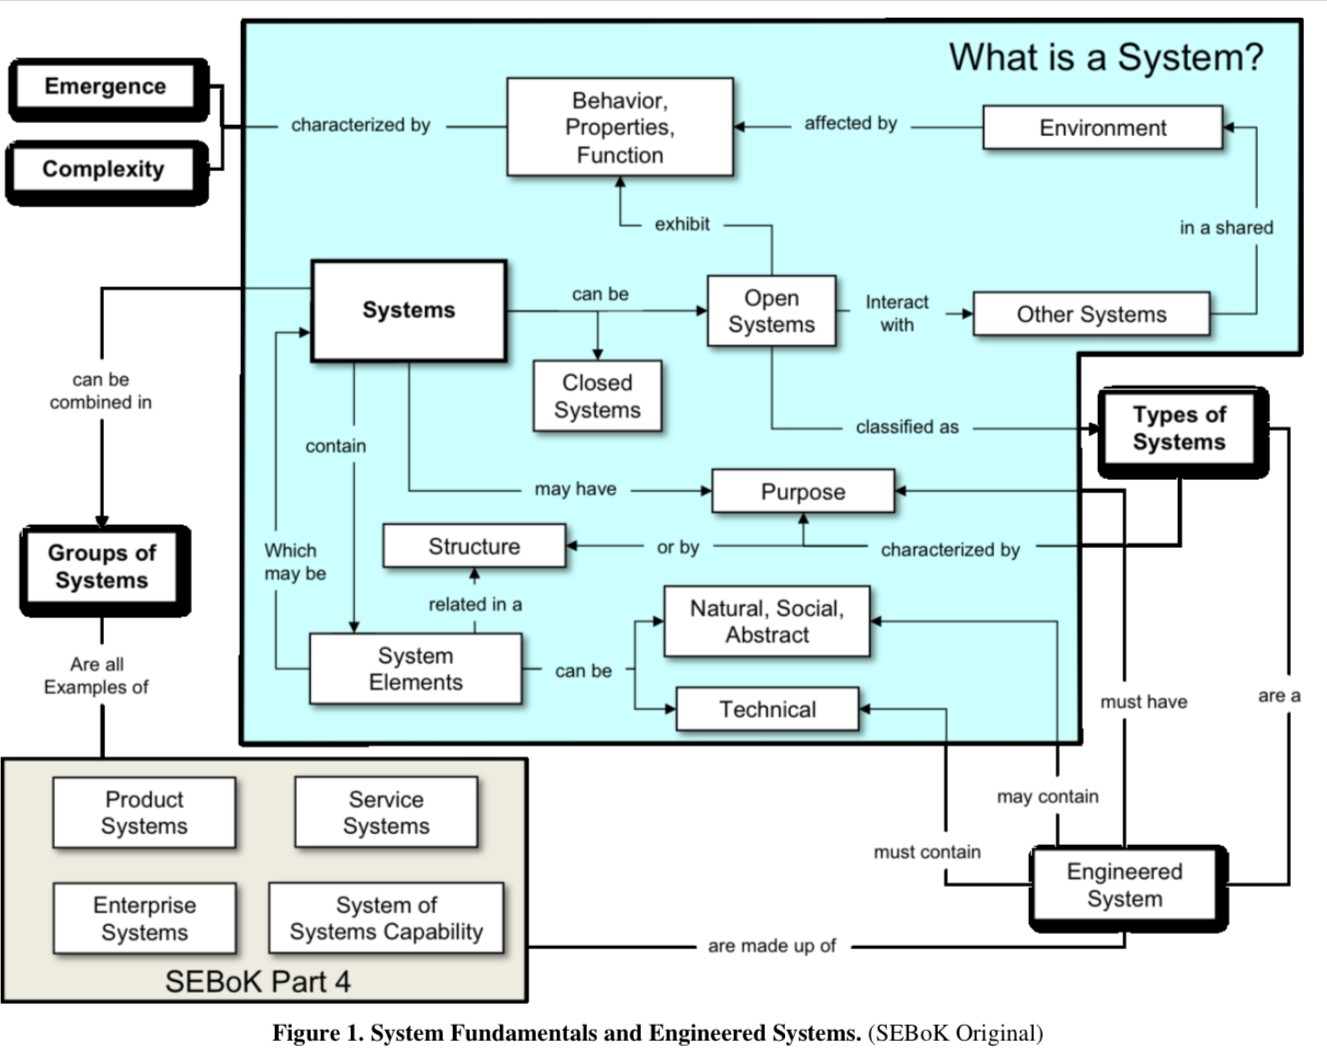 What is a System?
Emergence
Complexity
characterized by
Behavior,
Properties,
Function
affected by
Environment
exhibit
in a shared
Systems
can be
Open
Systems
Interact
with
Other Systems
Closed
Systems
can be
combined in
contain
classified as
Types of
Systems
may have
Purpose
Groups of
Systems
Which
may be
Structure
or by
characterized by
related in a
Natural, Social,
Abstract
System
Elements
can be
Technical
Are all
Examples of
must have
are a
may contain
must contain
Product
Systems
Service
Systems
Enterprise
Systems
System of
Systems Capability
SEBoK Part 4
Engineered
System
are made up of
Figure 1. System Fundamentals and Engineered Systems. (SEBoK Original)